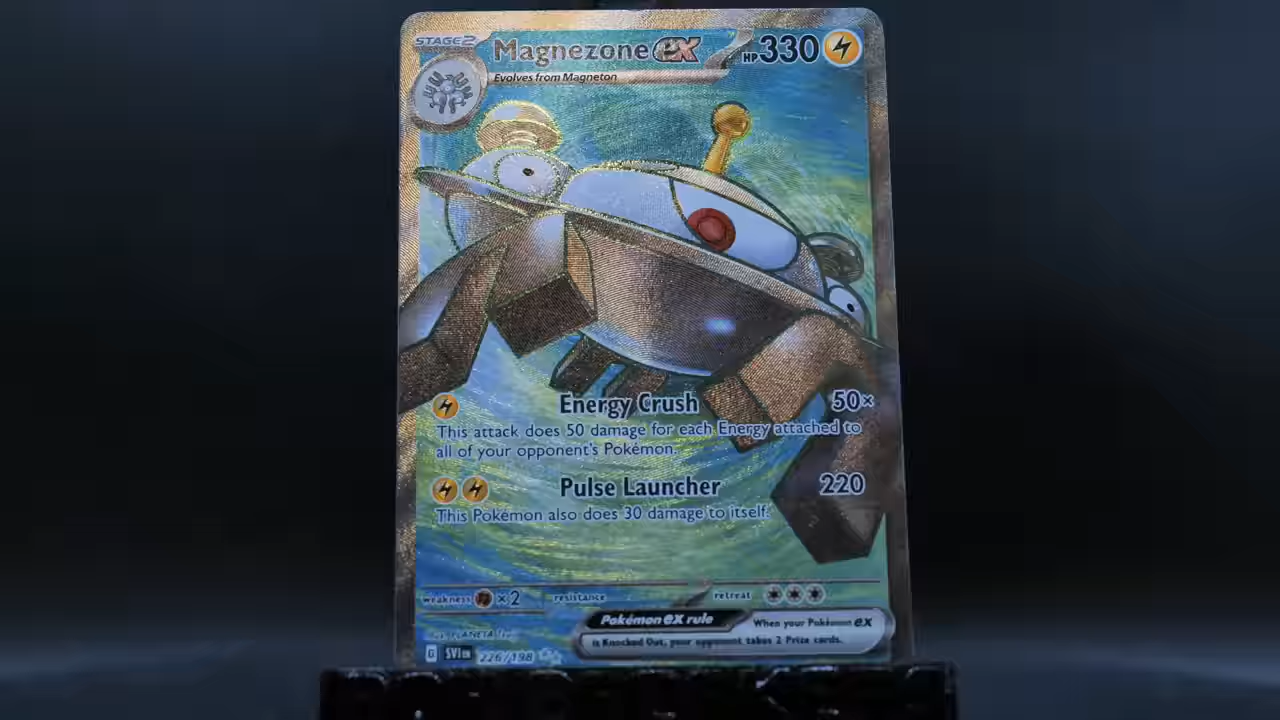 STAGE2 Magnezone ex HP330
Evolves from Magneton
Energy Crush 50×
This attack does 50 damage for each Energy attached to
all of your opponent's Pokémon.
Pulse Launcher 220
This Pokémon also does 30 damage to itself.
weakness ×2 resistance retreat
Pokémon ex rule When your Pokémon ex
is Knocked Out, your opponent takes 2 Prize cards.
PLANETA
G SVI EN 226/198